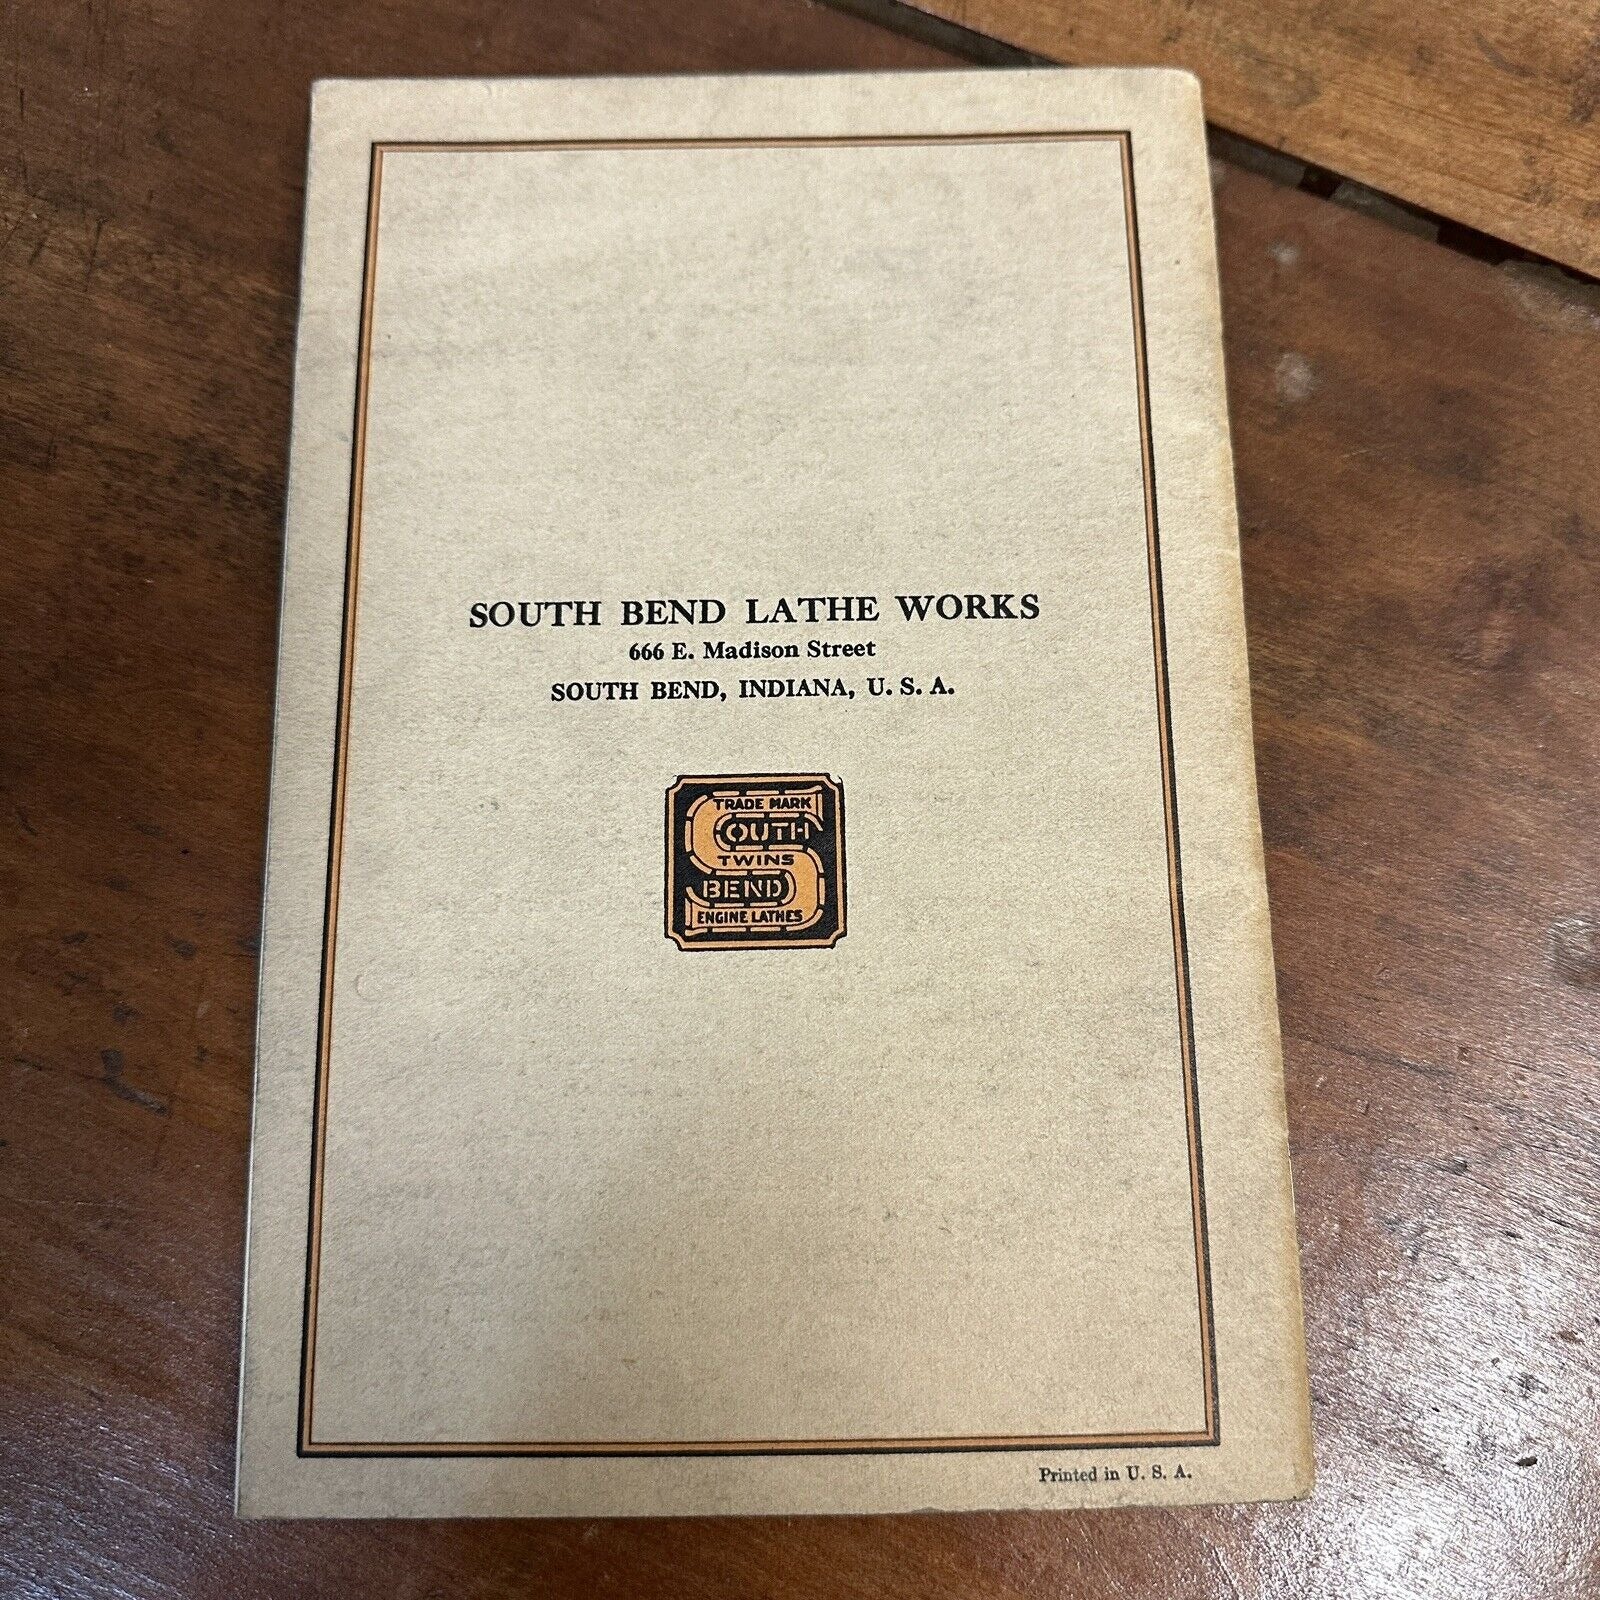 SOUTH BEND LATHE WORKS
666 E. Madison Street
SOUTH BEND, INDIANA, U. S. A.
TRADE MARK
SOUTH
TWINS
BEND
ENGINE LATHES
Printed in U. S. A.